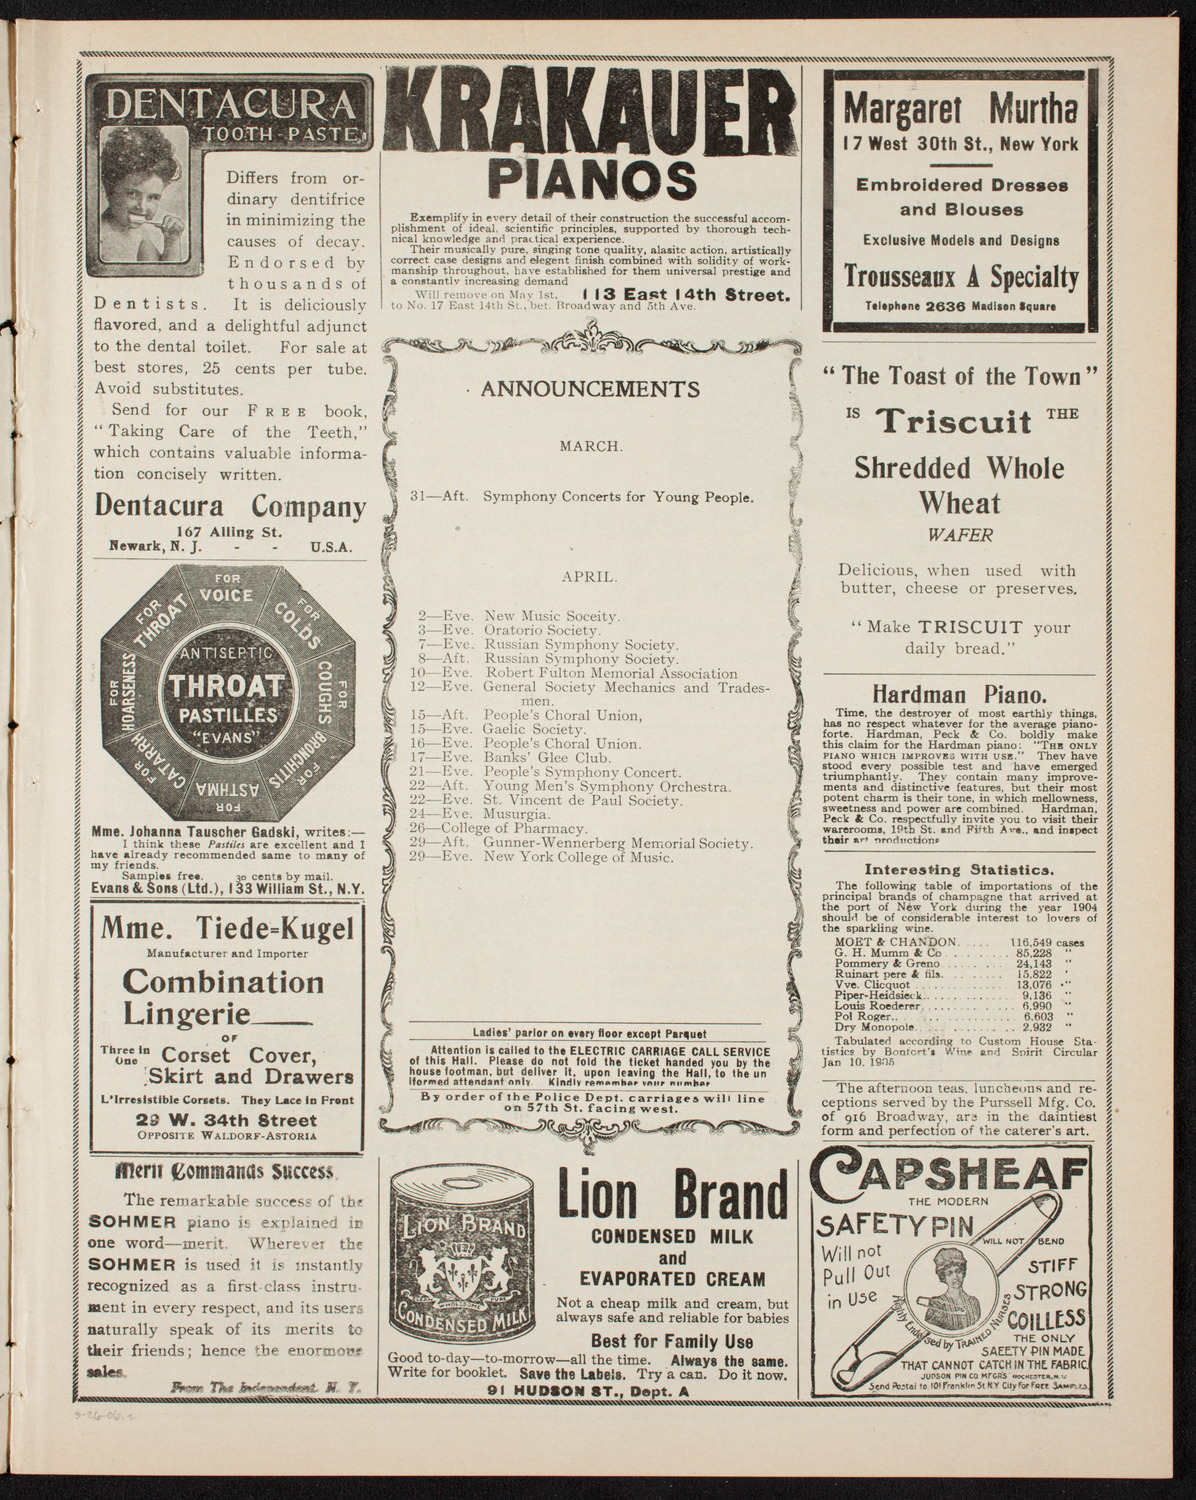 DENTACURA
TOOTH-PASTE
Differs from or-
dinary dentifrice
in minimizing the
causes of decay.
Endorsed by
thousands of
Dentists. It is deliciously
flavored, and a delightful adjunct
to the dental toilet. For sale at
best stores, 25 cents per tube.
Avoid substitutes.
Send for our FREE book,
"Taking Care of the Teeth,"
which contains valuable informa-
tion concisely written.
Dentacura Company
167 Alling St.
Newark, N. J. - - U.S.A.
FOR VOICE
FOR COLDS
FOR COUGHS
FOR BRONCHITIS
FOR ASTHMA
FOR CATARRH
FOR HOARSENESS
FOR THROAT
ANTISEPTIC
THROAT
PASTILLES
"EVANS"
Mme. Johanna Tauscher Gadski, writes:—
I think these Pastiles are excellent and I
have already recommended same to many of
my friends.
Samples free. 30 cents by mail.
Evans & Sons (Ltd.), 133 William St., N.Y.
Mme. Tiede=Kugel
Manufacturer and Importer
Combination
Lingerie
OF
Three in One Corset Cover,
Skirt and Drawers
L'Irresistible Corsets. They Lace in Front
29 W. 34th Street
OPPOSITE WALDORF-ASTORIA
Merit Commands Success.
The remarkable success of the
SOHMER piano is explained in
one word—merit. Wherever the
SOHMER is used it is instantly
recognized as a first-class instru-
ment in every respect, and its users
naturally speak of its merits to
their friends; hence the enormous
sales.
From The Independent. N. Y.
KRAKAUER
PIANOS
Exemplify in every detail of their construction the successful accom-
plishment of ideal, scientific principles, supported by thorough tech-
nical knowledge and practical experience.
Their musically pure, singing tone quality, alasitc action, artistically
correct case designs and elegent finish combined with solidity of work-
manship throughout, have established for them universal prestige and
a constantly increasing demand
Will remove on May 1st. 113 East 14th Street.
to No. 17 East 14th St., bet. Broadway and 5th Ave.
ANNOUNCEMENTS
MARCH.
31—Aft. Symphony Concerts for Young People.
APRIL.
2—Eve. New Music Soceity.
3—Eve. Oratorio Society.
7—Eve. Russian Symphony Society.
8—Aft. Russian Symphony Society.
10—Eve. Robert Fulton Memorial Association
12—Eve. General Society Mechanics and Trades-
men.
15—Aft. People's Choral Union,
15—Eve. Gaelic Society.
16—Eve. People's Choral Union.
17—Eve. Banks' Glee Club.
21—Eve. People's Symphony Concert.
22—Aft. Young Men's Symphony Orchestra.
22—Eve. St. Vincent de Paul Society.
24—Eve. Musurgia.
26—College of Pharmacy.
29—Aft. Gunner-Wennerberg Memorial Society.
29—Eve. New York College of Music.
Ladies' parlor on every floor except Parquet
Attention is called to the ELECTRIC CARRIAGE CALL SERVICE
of this Hall. Please do not fold the ticket handed you by the
house footman, but deliver it, upon leaving the Hall, to the un
iformed attendant only. Kindly remember your number
By order of the Police Dept. carriages will line
on 57th St. facing west.
LION BRAND
WHOLESOME PURE
CONDENSED MILK
Lion Brand
CONDENSED MILK
and
EVAPORATED CREAM
Not a cheap milk and cream, but
always safe and reliable for babies
Best for Family Use
Good to-day—to-morrow—all the time. Always the same.
Write for booklet. Save the Labels. Try a can. Do it now.
91 HUDSON ST., Dept. A
Margaret Murtha
17 West 30th St., New York
Embroidered Dresses
and Blouses
Exclusive Models and Designs
Trousseaux A Specialty
Telephone 2636 Madison Square
"The Toast of the Town"
IS Triscuit THE
Shredded Whole
Wheat
WAFER
Delicious, when used with
butter, cheese or preserves.
"Make TRISCUIT your
daily bread."
Hardman Piano.
Time, the destroyer of most earthly things,
has no respect whatever for the average piano-
forte. Hardman, Peck & Co. boldly make
this claim for the Hardman piano: "THE ONLY
PIANO WHICH IMPROVES WITH USE." They have
stood every possible test and have emerged
triumphantly. They contain many improve-
ments and distinctive features, but their most
potent charm is their tone, in which mellowness,
sweetness and power are combined. Hardman,
Peck & Co. respectfully invite you to visit their
warerooms, 19th St. and Fifth Ave., and inspect
their art productions
Interesting Statistics.
The following table of importations of the
principal brands of champagne that arrived at
the port of New York during the year 1904
should be of considerable interest to lovers of
the sparkling wine.
MOET & CHANDON..... 116,549 cases
G. H. Mumm & Co........ 85,228 "
Pommery & Greno........ 24,143 "
Ruinart pere & fils........ 15,822 "
Vve. Clicquot............ 13,076 "
Piper-Heidsieck........... 9,136 "
Louis Roederer........... 6,990 "
Pol Roger............... 6,603 "
Dry Monopole........... 2,932 "
Tabulated according to Custom House Sta-
tistics by Bonfort's Wine and Spirit Circular
Jan 10. 1905
The afternoon teas, luncheons and re-
ceptions served by the Purssell Mfg. Co.
of 916 Broadway, are in the daintiest
form and perfection of the caterer's art.
CAPSHEAF
THE MODERN
SAFETY PIN
WILL NOT BEND
Will not
Pull Out
in Use
STIFF
STRONG
COILLESS
Highly Endorsed by TRAINED NURSES
THE ONLY
SAEETY PIN MADE
THAT CANNOT CATCH IN THE FABRIC.
JUDSON PIN CO. MFGRS ROCHESTER, N.Y.
Send Postal to 101 Franklin St. N.Y. City For FREE SAMPLES
3-26-06.2